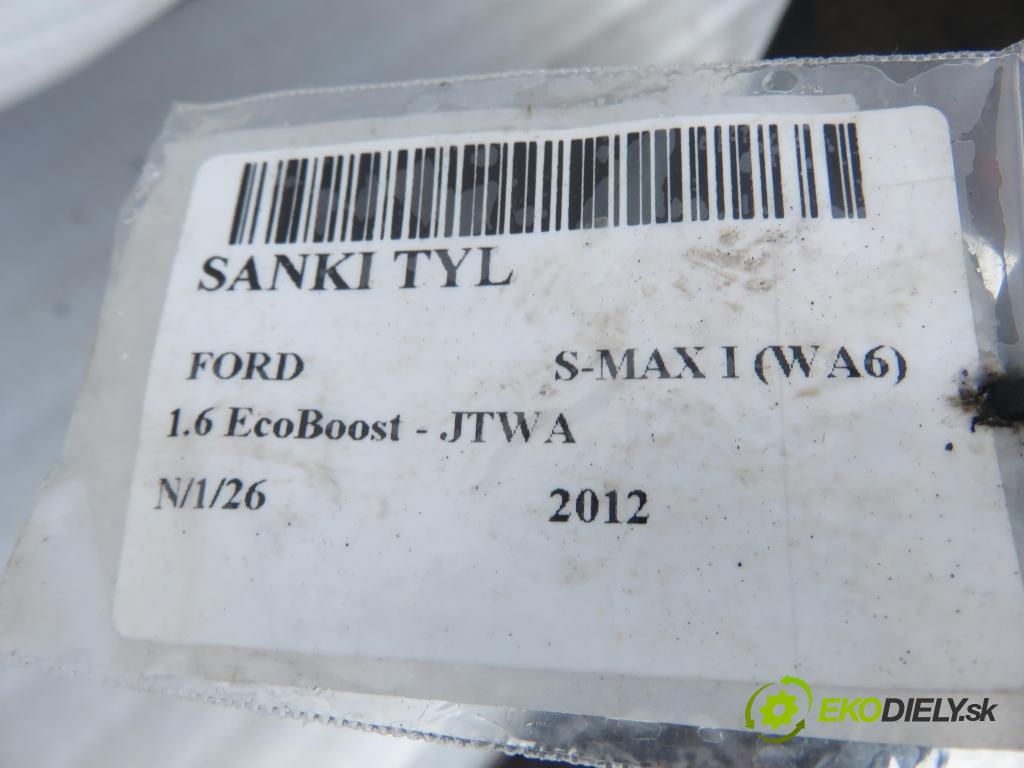 SANKI TYL
FORD S-MAX I (WA6)
1.6 EcoBoost - JTWA
N/1/26 2012
EKODIELY.sk